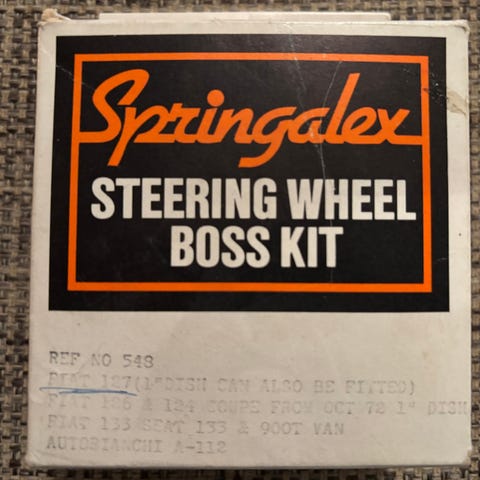 Springalex
STEERING WHEEL
BOSS KIT
REF NO 548
FIAT 127(1"DISH CAN ALSO BE FITTED)
FIAT 126 & 124 COUPE FROM OCT 72 1" DISH
FIAT 133 SEAT 133 & 900T VAN
AUTOBIANCHI A-112